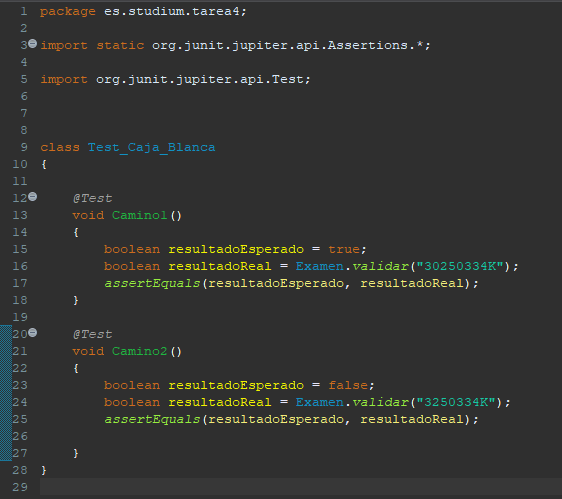 1 package es.studium.tarea4;
2
3 import static org.junit.jupiter.api.Assertions.*;
4
5 import org.junit.jupiter.api.Test;
6
7
8
9 class Test_Caja_Blanca
10 {
11
12 @Test
13 void Camino1()
14 {
15 boolean resultadoEsperado = true;
16 boolean resultadoReal = Examen.validar("30250334K");
17 assertEquals(resultadoEsperado, resultadoReal);
18 }
19
20 @Test
21 void Camino2()
22 {
23 boolean resultadoEsperado = false;
24 boolean resultadoReal = Examen.validar("3250334K");
25 assertEquals(resultadoEsperado, resultadoReal);
26
27 }
28 }
29